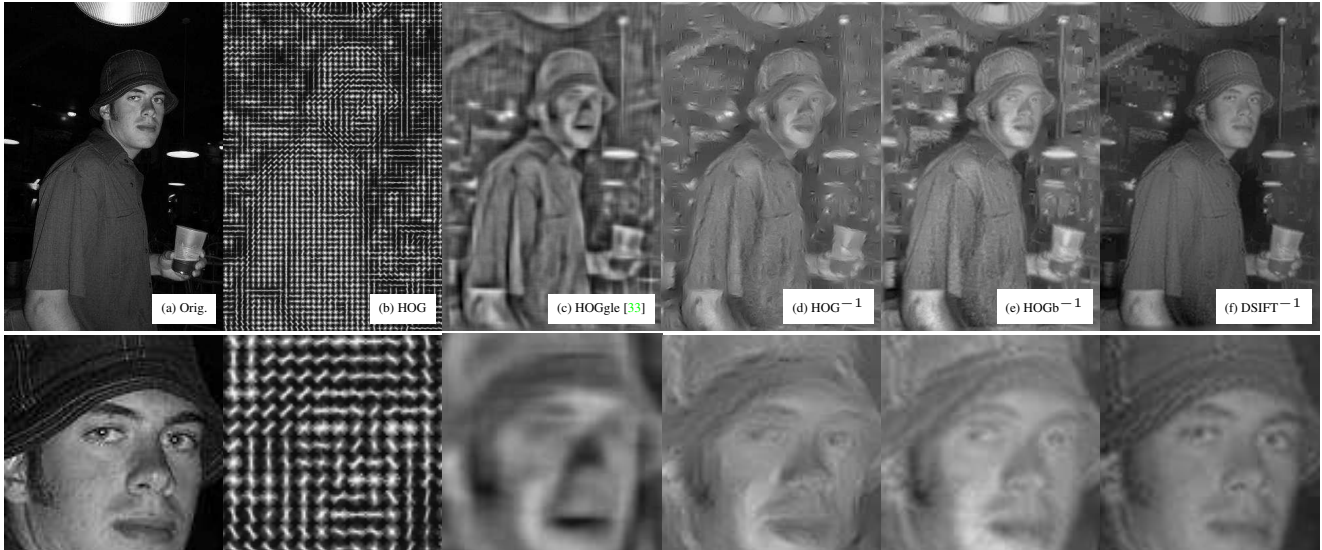 (a) Orig.
(b) HOG
(c) HOGgle [33]
(d) HOG⁻¹
(e) HOGb⁻¹
(f) DSIFT⁻¹